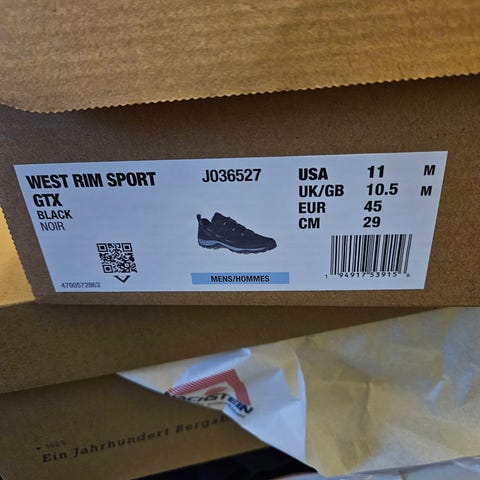 WEST RIM SPORT
GTX
BLACK
NOIR
4700572863
J036527
MENS/HOMMES
USA 11 M
UK/GB 10.5 M
EUR 45
CM 29
1 94917 53915 6
Ein Jahrhundert